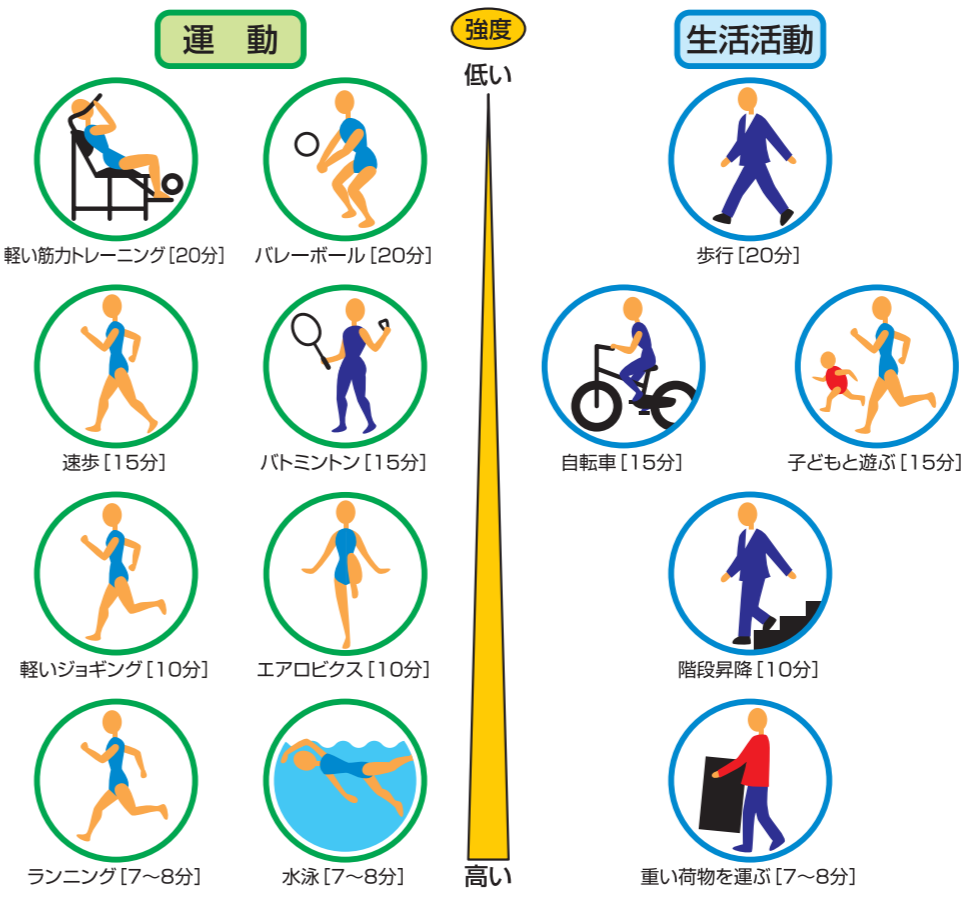 運 動
強度
生活活動
低い
軽い筋力トレーニング[20分]
バレーボール[20分]
歩行[20分]
速歩[15分]
バトミントン[15分]
自転車[15分]
子どもと遊ぶ[15分]
軽いジョギング[10分]
エアロビクス[10分]
階段昇降[10分]
ランニング[7〜8分]
水泳[7〜8分]
高い
重い荷物を運ぶ[7〜8分]